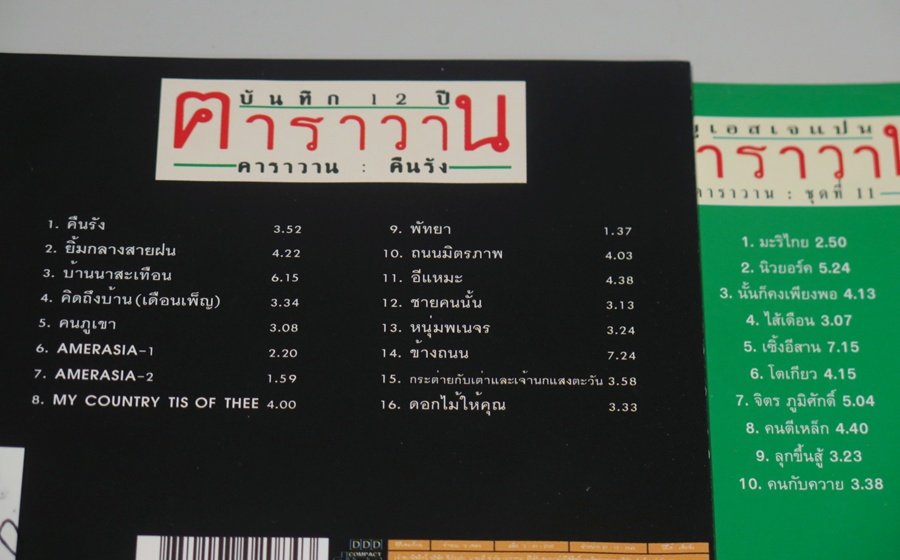 บันทึก 12 ปี
คาราวาน
คาราวาน : คืนรัง
1. คืนรัง 3.52
2. ยิ้มกลางสายฝน 4.22
3. บ้านนาสะเทือน 6.15
4. คิดถึงบ้าน (เดือนเพ็ญ) 3.34
5. คนภูเขา 3.08
6. AMERASIA-1 2.20
7. AMERASIA-2 1.59
8. MY COUNTRY TIS OF THEE 4.00
9. พัทยา 1.37
10. ถนนมิตรภาพ 4.03
11. อีแหมะ 4.38
12. ชายคนนั้น 3.13
13. หนุ่มพเนจร 3.24
14. ข้างถนน 7.24
15. กระต่ายกับเต่าและเจ้านกแสงตะวัน 3.58
16. ดอกไม้ให้คุณ 3.33
DDD
COMPACT
ยูเอสเจแปน
าราวาน
คาราวาน : ชุดที่ 11
1. มะริไทย 2.50
2. นิวยอร์ค 5.24
3. นั้นก็คงเพียงพอ 4.13
4. ไส้เดือน 3.07
5. เซิ้งอีสาน 7.15
6. โตเกียว 4.15
7. จิตร ภูมิศักดิ์ 5.04
8. คนตีเหล็ก 4.40
9. ลุกขึ้นสู้ 3.23
10. คนกับควาย 3.38